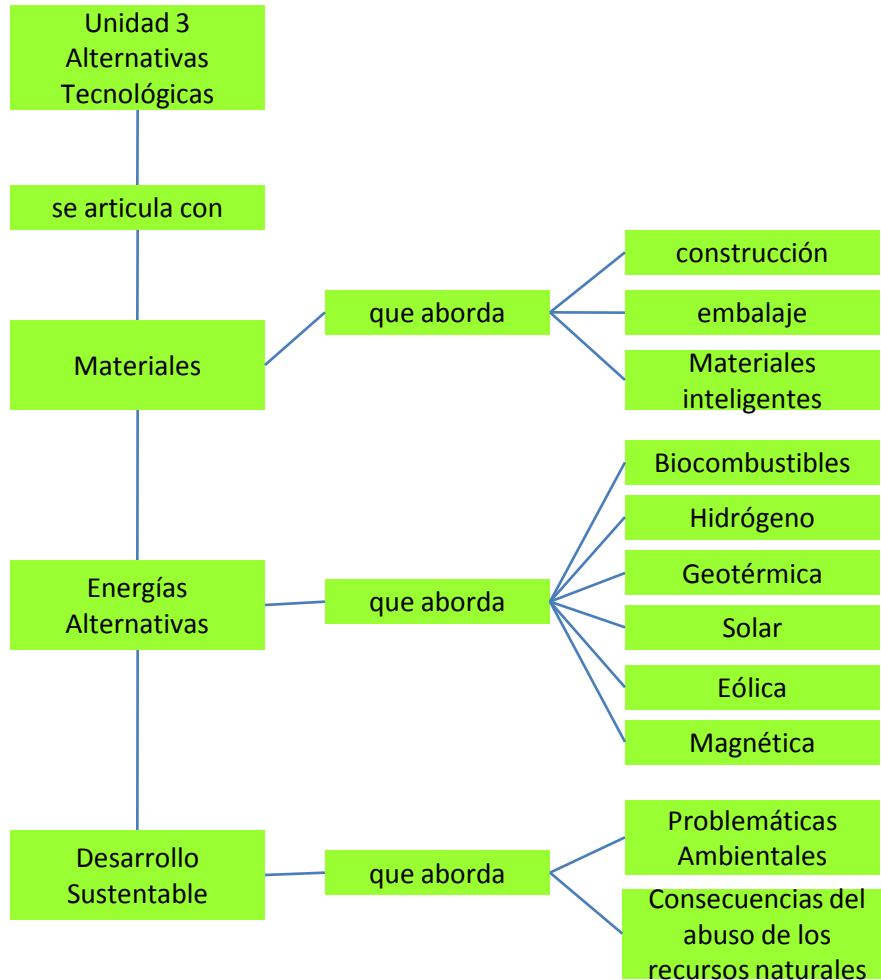 Unidad 3
Alternativas
Tecnológicas
se articula con
Materiales
que aborda
construcción
embalaje
Materiales
inteligentes
Energías
Alternativas
que aborda
Biocombustibles
Hidrógeno
Geotérmica
Solar
Eólica
Magnética
Desarrollo
Sustentable
que aborda
Problemáticas
Ambientales
Consecuencias del
abuso de los
recursos naturales